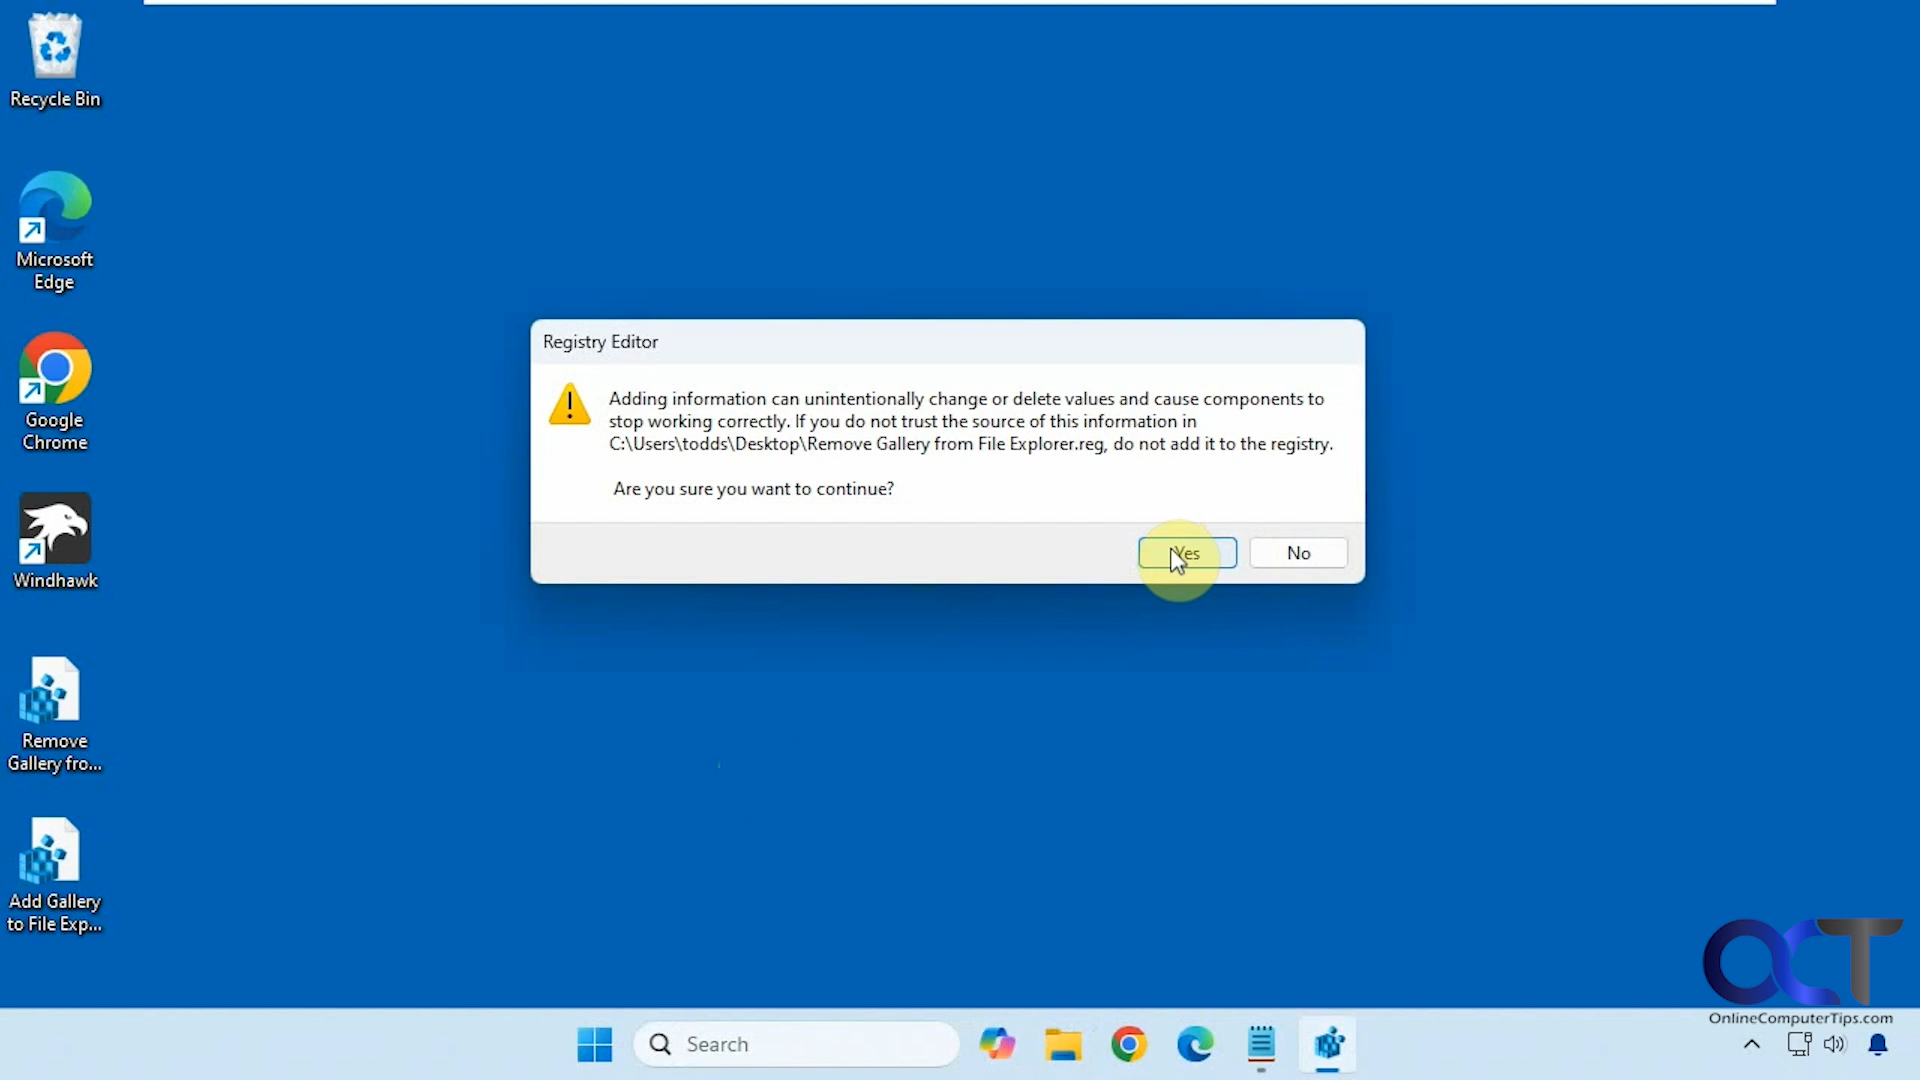 Recycle Bin
Microsoft
Edge
Google
Chrome
Windhawk
Remove
Gallery fro...
Add Gallery
to File Exp...
Registry Editor
Adding information can unintentionally change or delete values and cause components to
stop working correctly. If you do not trust the source of this information in
C:\Users\todds\Desktop\Remove Gallery from File Explorer.reg, do not add it to the registry.
Are you sure you want to continue?
Yes
No
OCT
OnlineComputerTips.com
Search